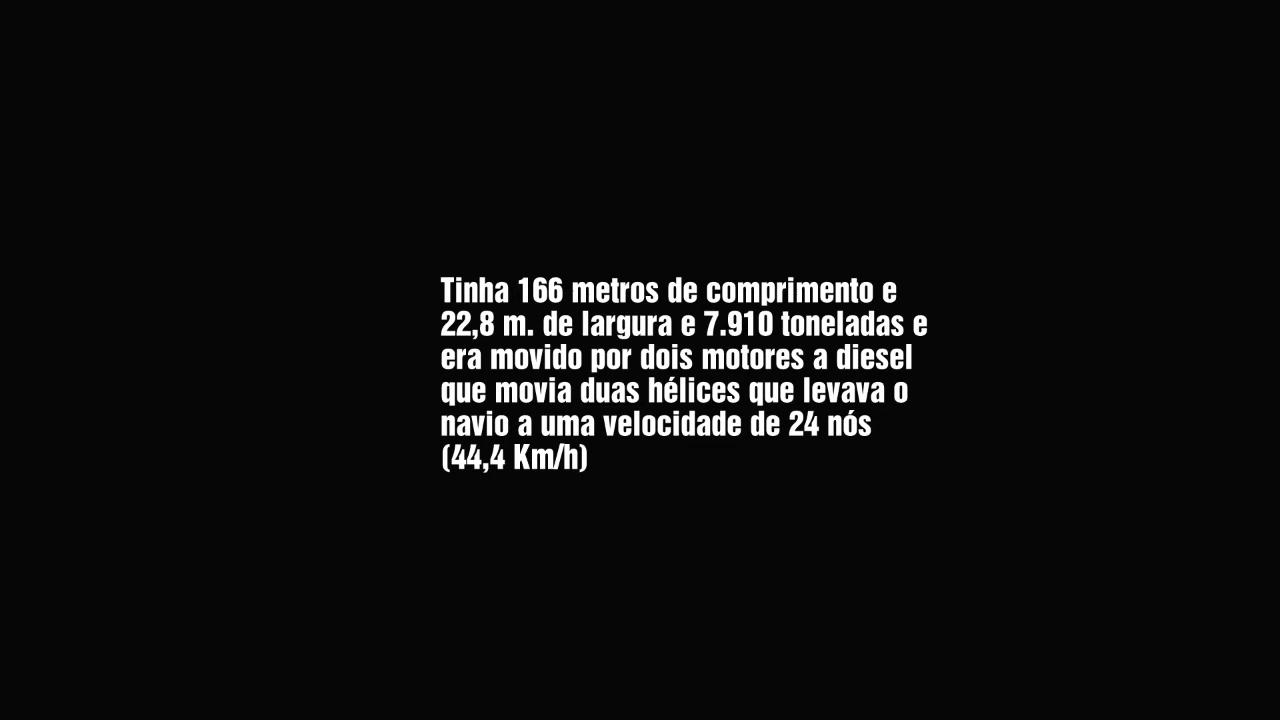 Tinha 166 metros de comprimento e
22,8 m. de largura e 7.910 toneladas e
era movido por dois motores a diesel
que movia duas hélices que levava o
navio a uma velocidade de 24 nós
(44,4 Km/h)